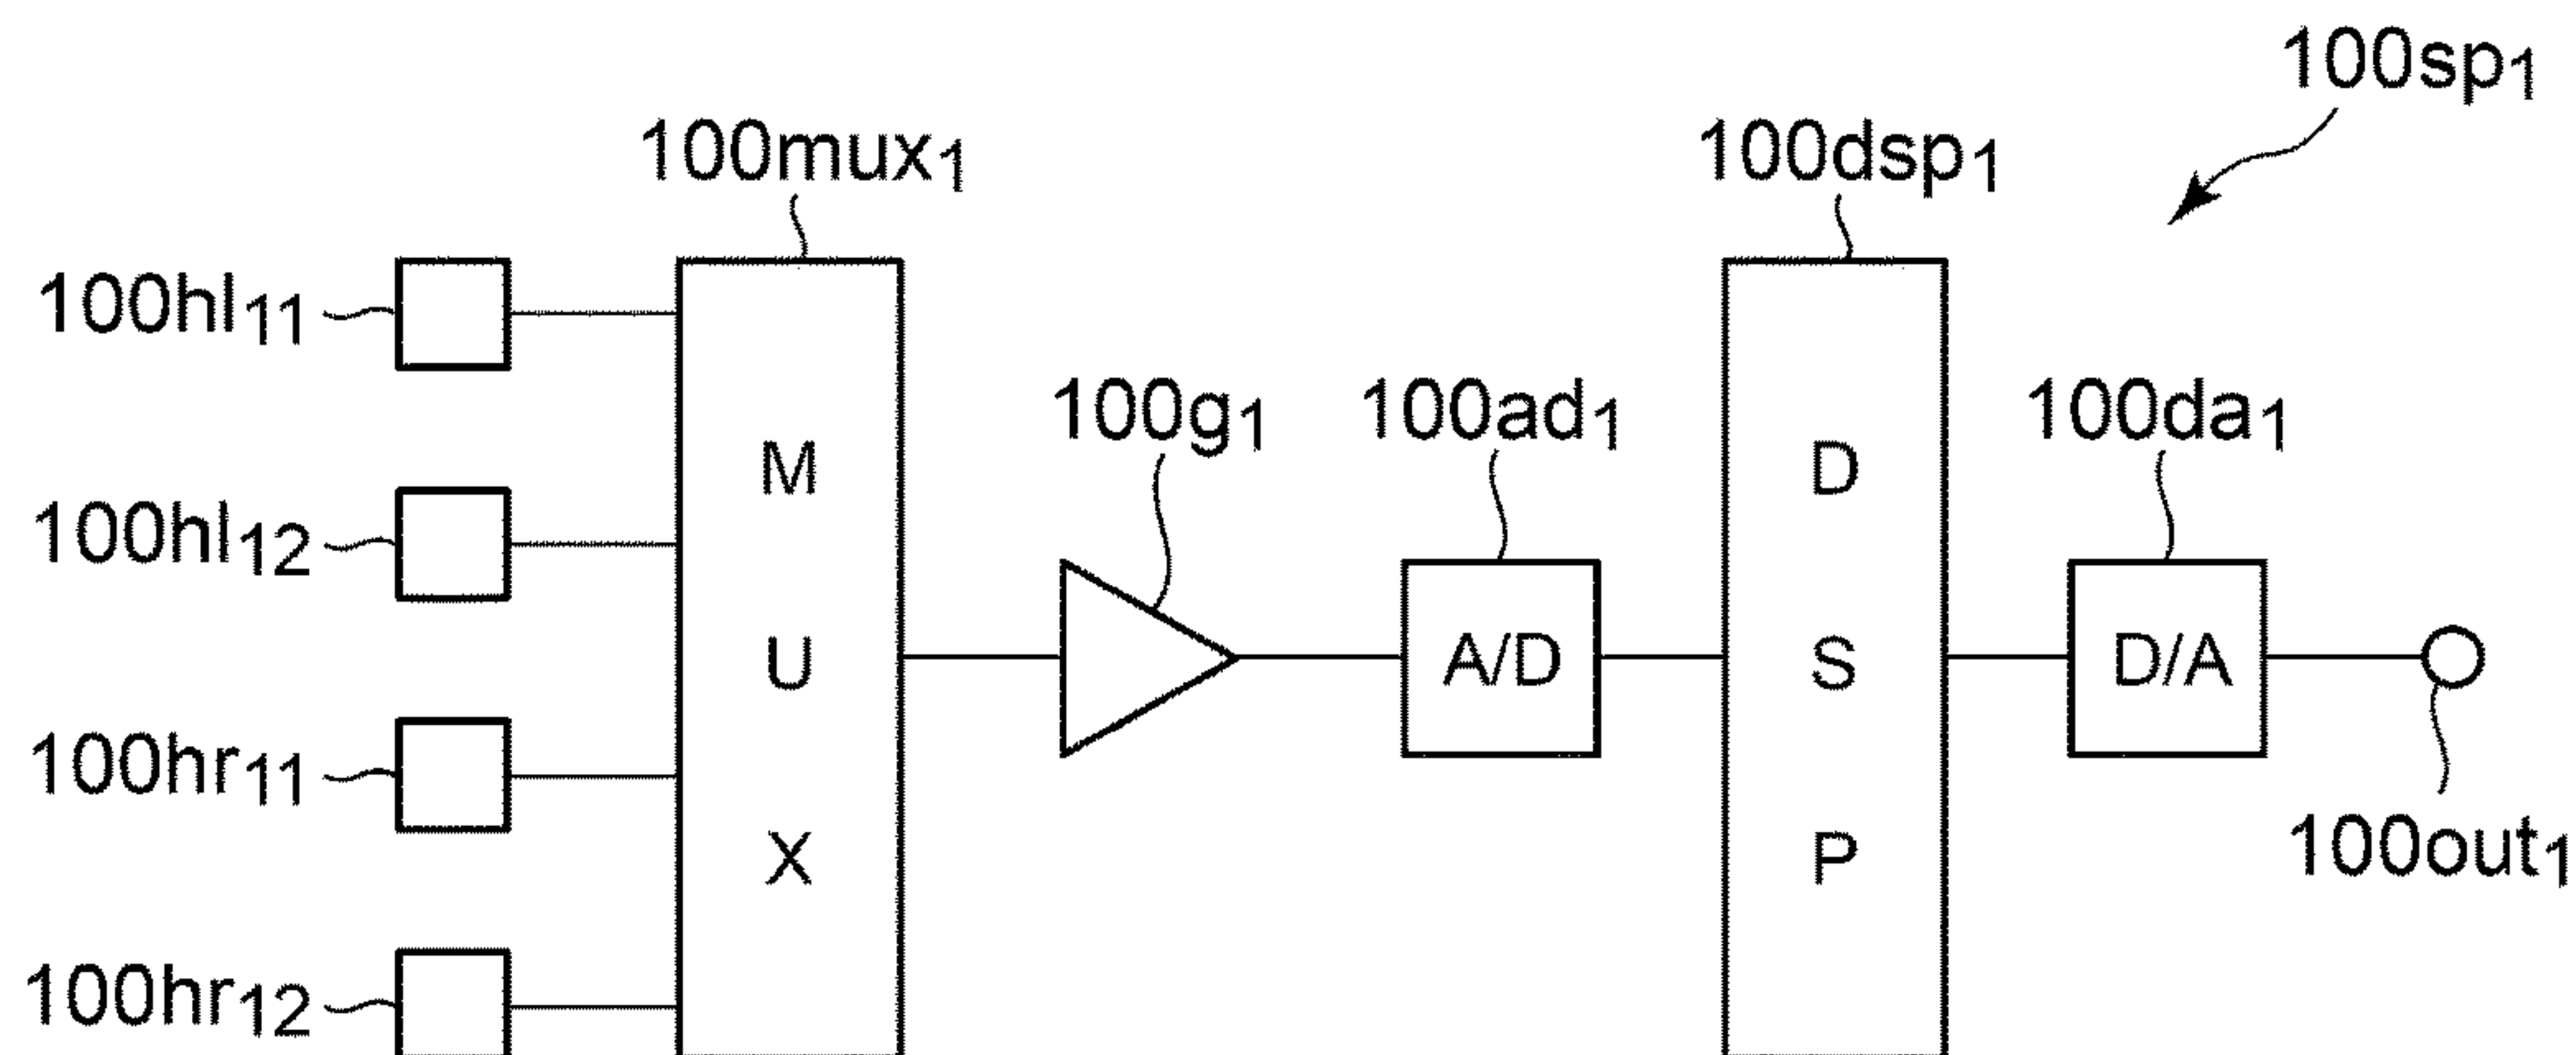 100sp₁
100mux₁
100dsp₁
100hl₁₁
100g₁
100ad₁
100da₁
M
U
X
D
S
P
100hl₁₂
A/D
D/A
100hr₁₁
100out₁
100hr₁₂